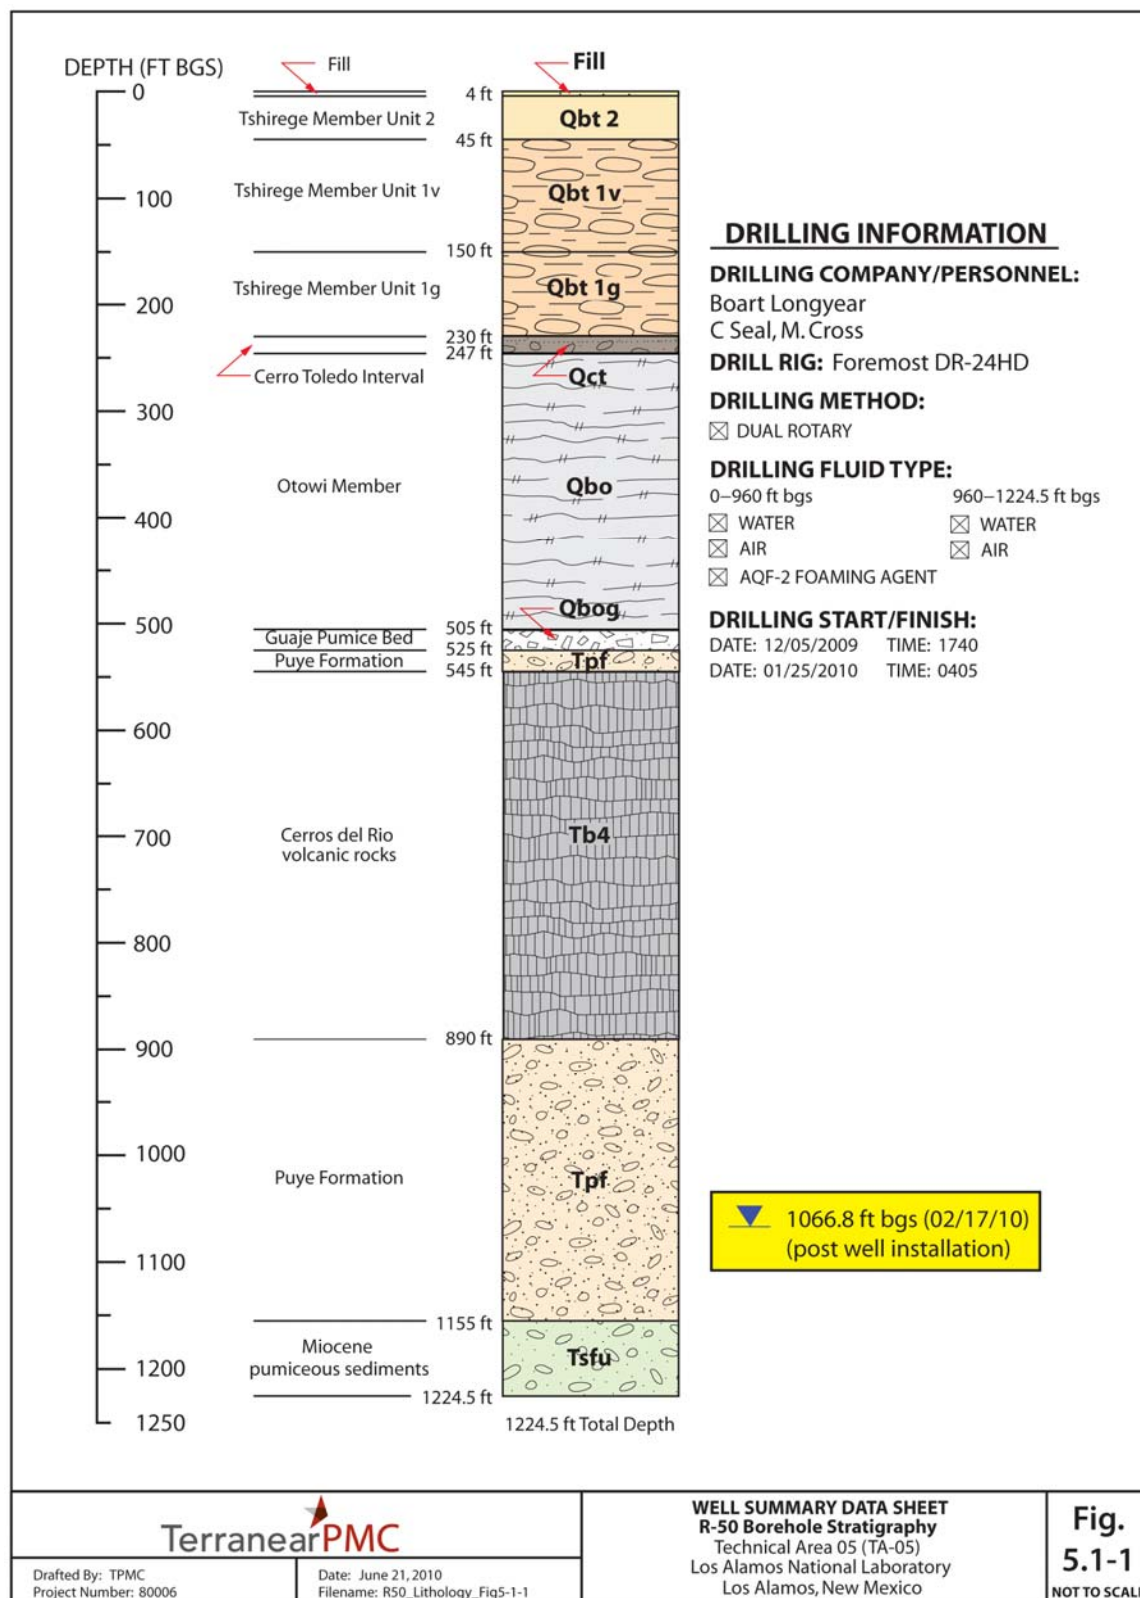 DEPTH (FT BGS)
Fill
Fill
0
4 ft
Tshirege Member Unit 2
Qbt 2
45 ft
100
Tshirege Member Unit 1v
Qbt 1v
150 ft
200
Tshirege Member Unit 1g
Qbt 1g
230 ft
247 ft
Cerro Toledo Interval
Qct
300
Otowi Member
Qbo
400
Qbog
500
505 ft
Guaje Pumice Bed
525 ft
Puye Formation
Tpf
545 ft
600
700
Cerros del Rio
volcanic rocks
Tb4
800
890 ft
900
1000
Puye Formation
Tpf
1100
1155 ft
Miocene
pumiceous sediments
Tsfu
1200
1224.5 ft
1250
1224.5 ft Total Depth
DRILLING INFORMATION
DRILLING COMPANY/PERSONNEL:
Boart Longyear
C Seal, M. Cross
DRILL RIG: Foremost DR-24HD
DRILLING METHOD:
DUAL ROTARY
DRILLING FLUID TYPE:
0–960 ft bgs 960–1224.5 ft bgs
WATER WATER
AIR AIR
AQF-2 FOAMING AGENT
DRILLING START/FINISH:
DATE: 12/05/2009 TIME: 1740
DATE: 01/25/2010 TIME: 0405
1066.8 ft bgs (02/17/10)
(post well installation)
TerranearPMC
Drafted By: TPMC
Project Number: 80006
Date: June 21, 2010
Filename: R50_Lithology_Fig5-1-1
WELL SUMMARY DATA SHEET
R-50 Borehole Stratigraphy
Technical Area 05 (TA-05)
Los Alamos National Laboratory
Los Alamos, New Mexico
Fig.
5.1-1
NOT TO SCALE